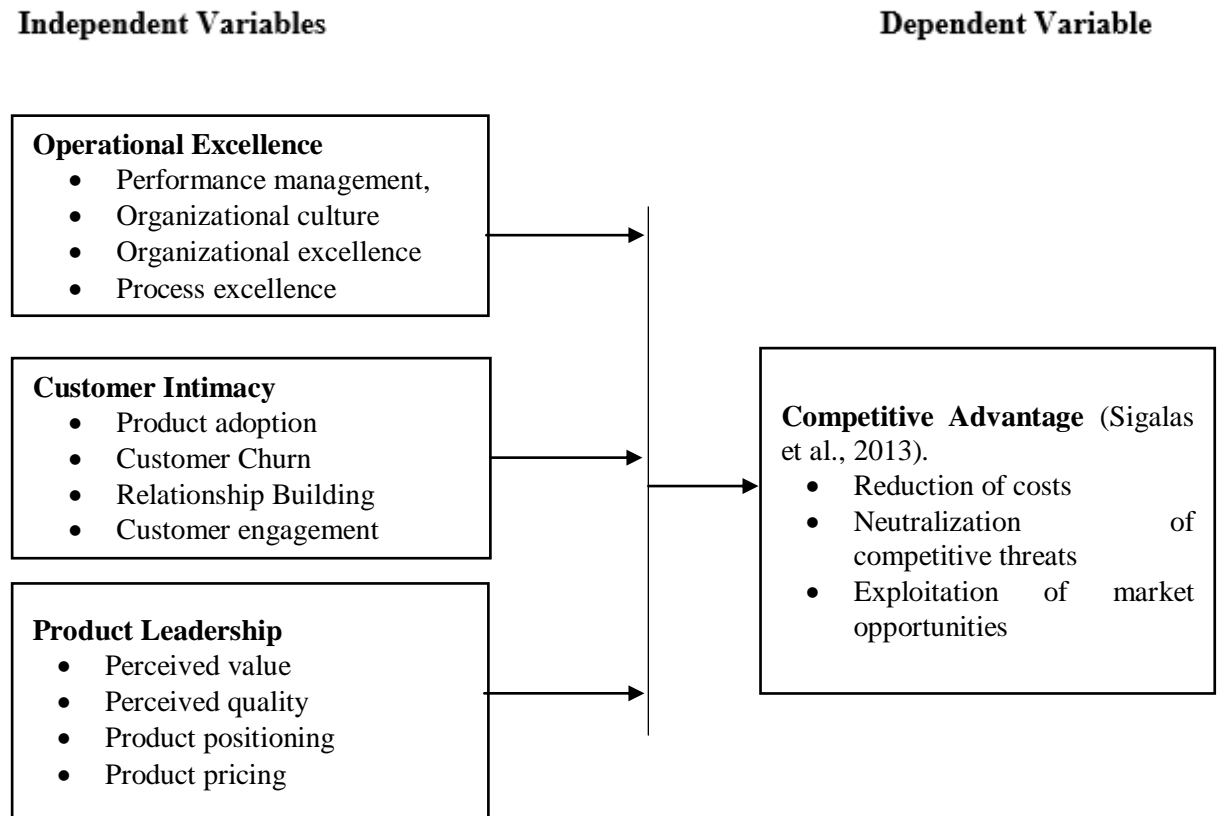 Independent Variables
Dependent Variable
Operational Excellence
• Performance management,
• Organizational culture
• Organizational excellence
• Process excellence
Customer Intimacy
• Product adoption
• Customer Churn
• Relationship Building
• Customer engagement
Product Leadership
• Perceived value
• Perceived quality
• Product positioning
• Product pricing
Competitive Advantage (Sigalas
et al., 2013).
• Reduction of costs
• Neutralization of
competitive threats
• Exploitation of market
opportunities